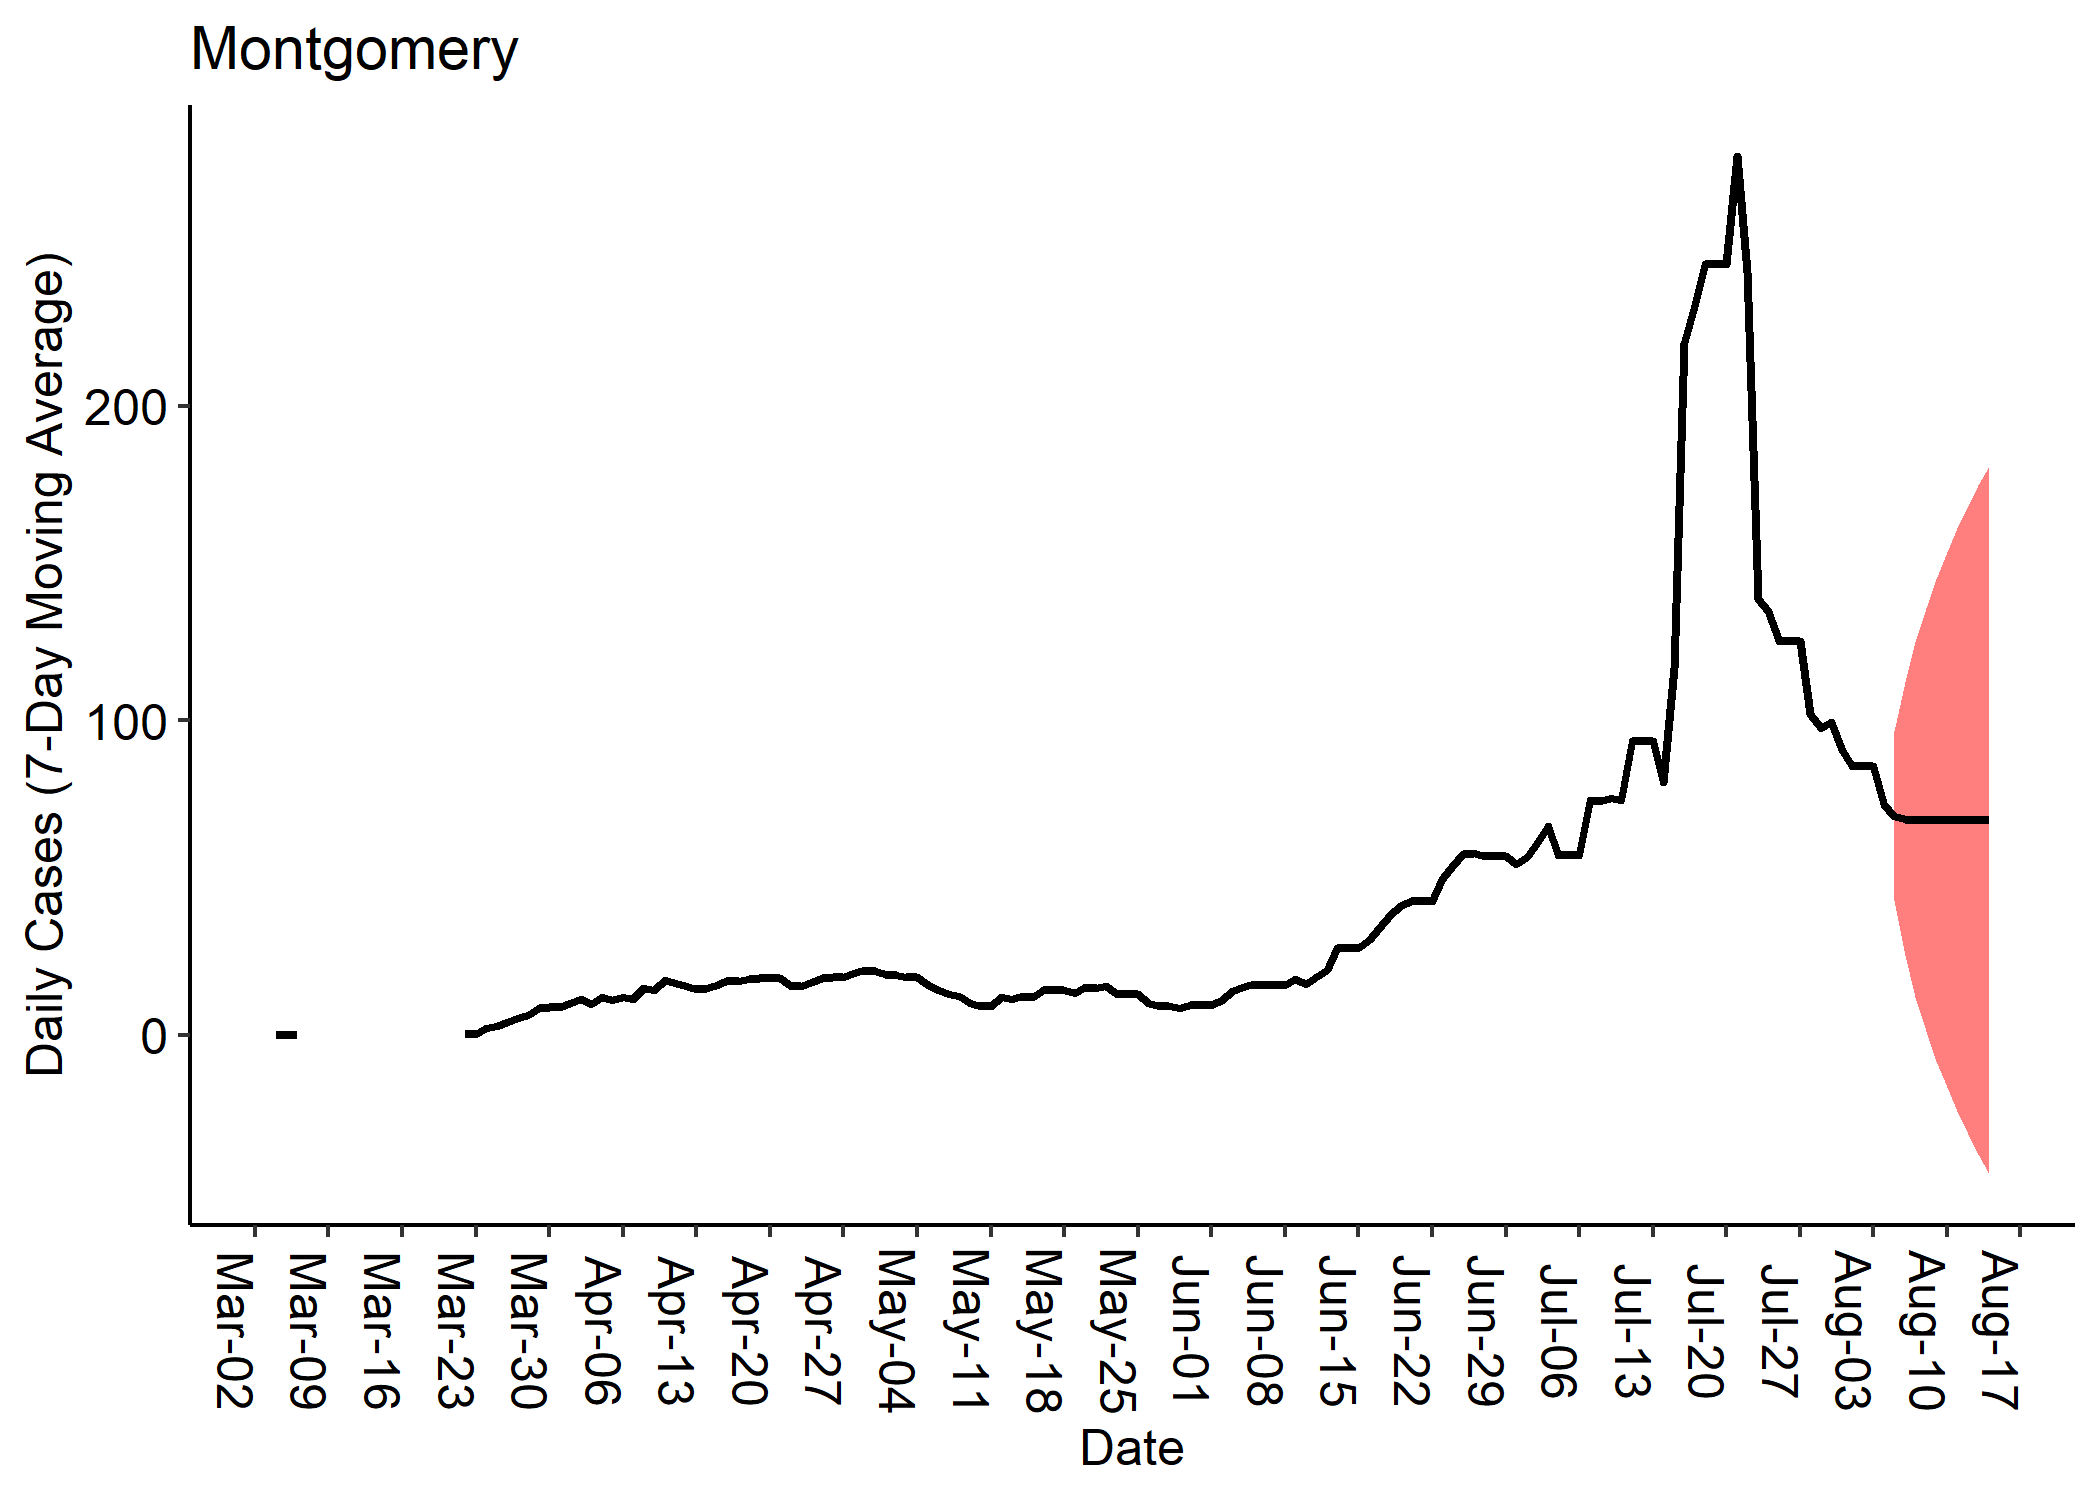 Montgomery
Daily Cases (7-Day Moving Average)
200
100
0
Mar-02
Mar-09
Mar-16
Mar-23
Mar-30
Apr-06
Apr-13
Apr-20
Apr-27
May-04
May-11
May-18
May-25
Jun-01
Jun-08
Jun-15
Jun-22
Jun-29
Jul-06
Jul-13
Jul-20
Jul-27
Aug-03
Aug-10
Aug-17
Date